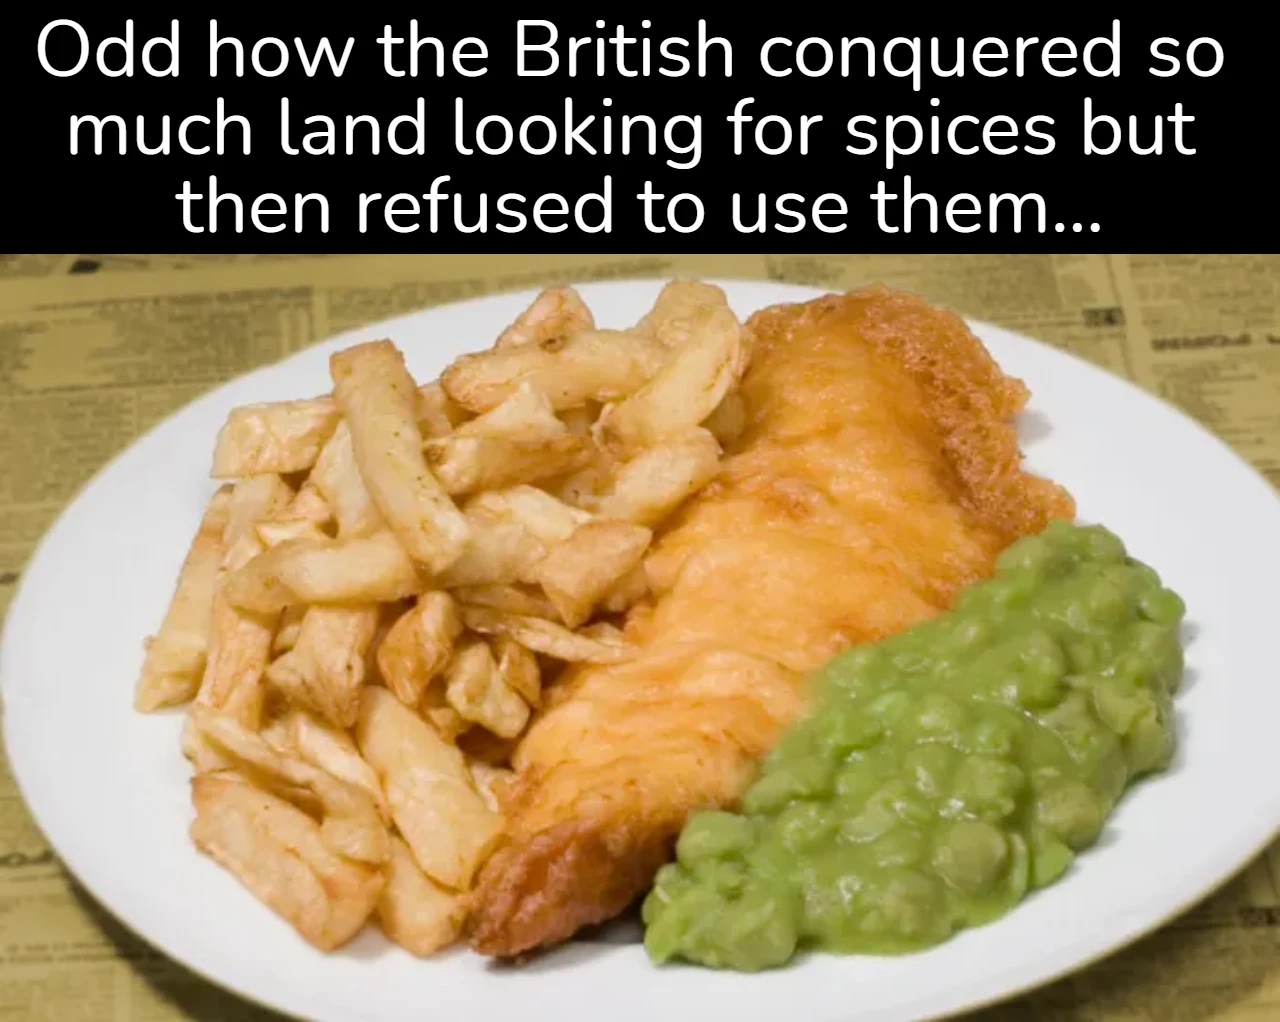 Odd how the British conquered so
much land looking for spices but
then refused to use them...